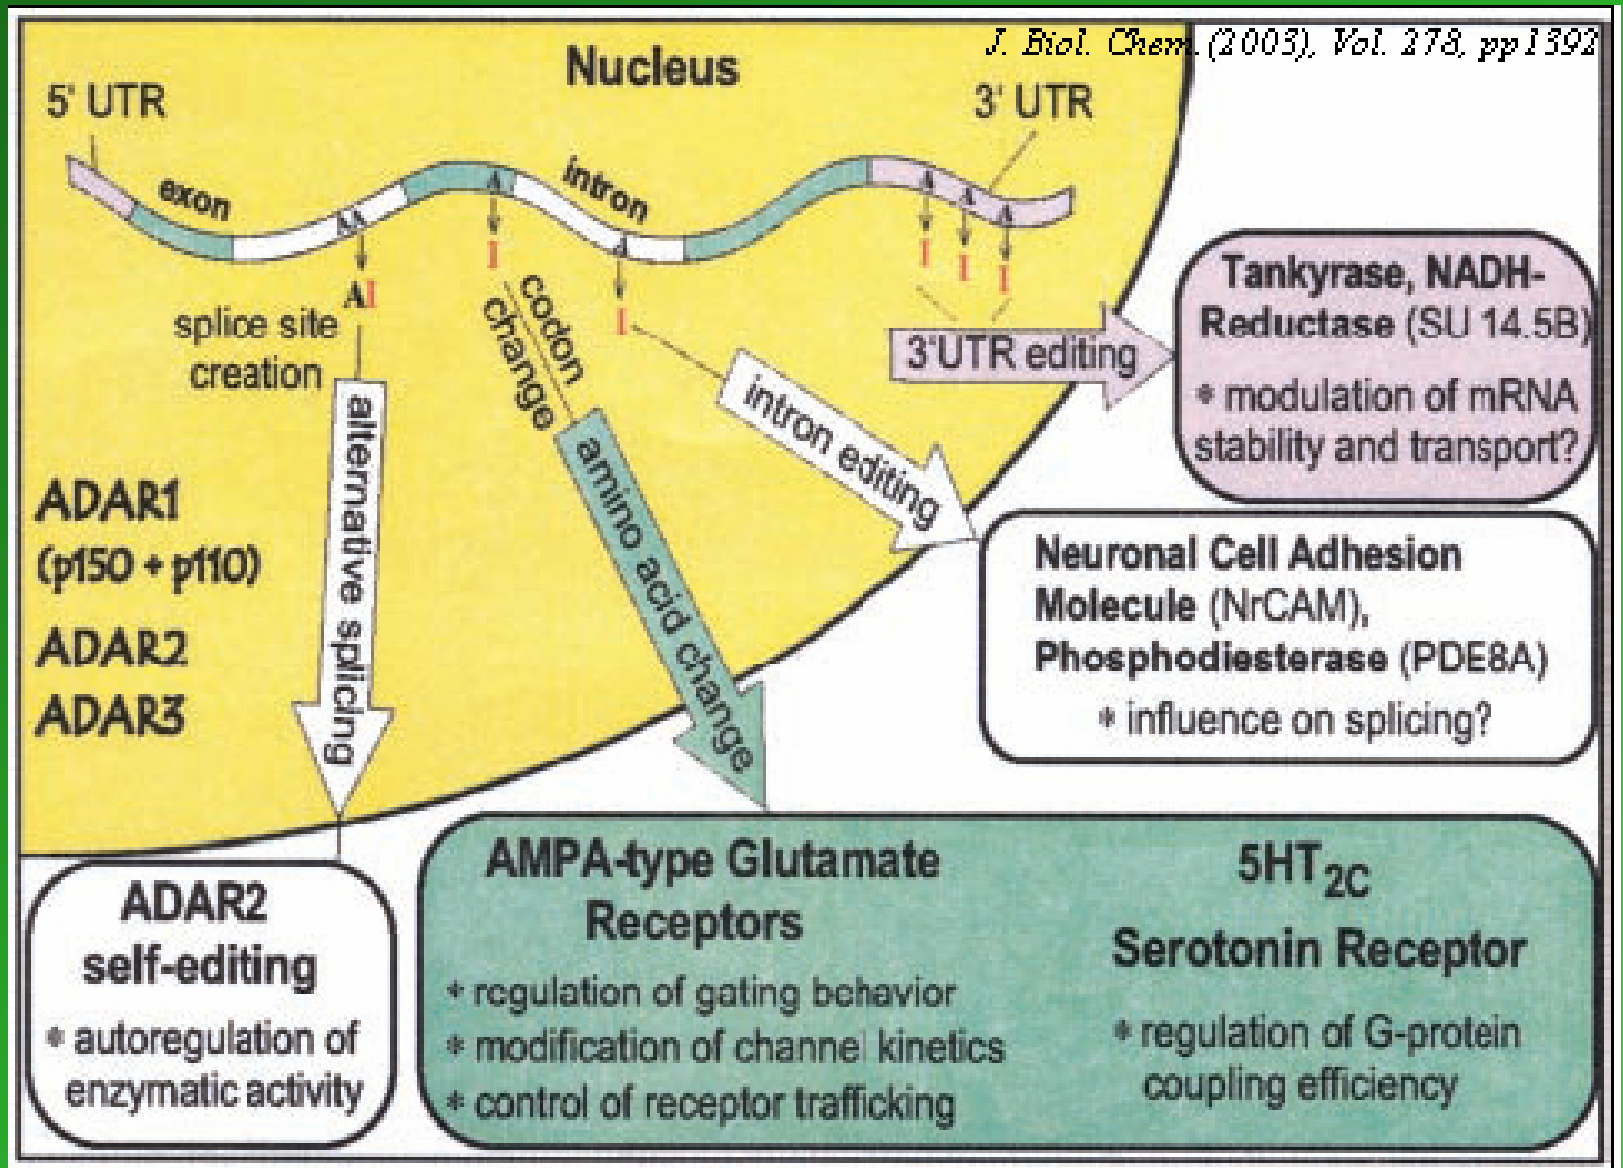 J. Biol. Chem. (2003), Vol. 278, pp1392
Nucleus
5' UTR
3' UTR
exon
intron
AA
A
A
A
A
A
AI
I
I
I
I
I
splice site
creation
codon
change
3'UTR editing
intron editing
alternative splicing
amino acid change
ADAR1
(p150 + p110)
ADAR2
ADAR3
Tankyrase, NADH-
Reductase (SU 14.5B)
* modulation of mRNA
stability and transport?
Neuronal Cell Adhesion
Molecule (NrCAM),
Phosphodiesterase (PDE8A)
* influence on splicing?
ADAR2
self-editing
* autoregulation of
enzymatic activity
AMPA-type Glutamate
Receptors
* regulation of gating behavior
* modification of channel kinetics
* control of receptor trafficking
5HT2C
Serotonin Receptor
* regulation of G-protein
coupling efficiency